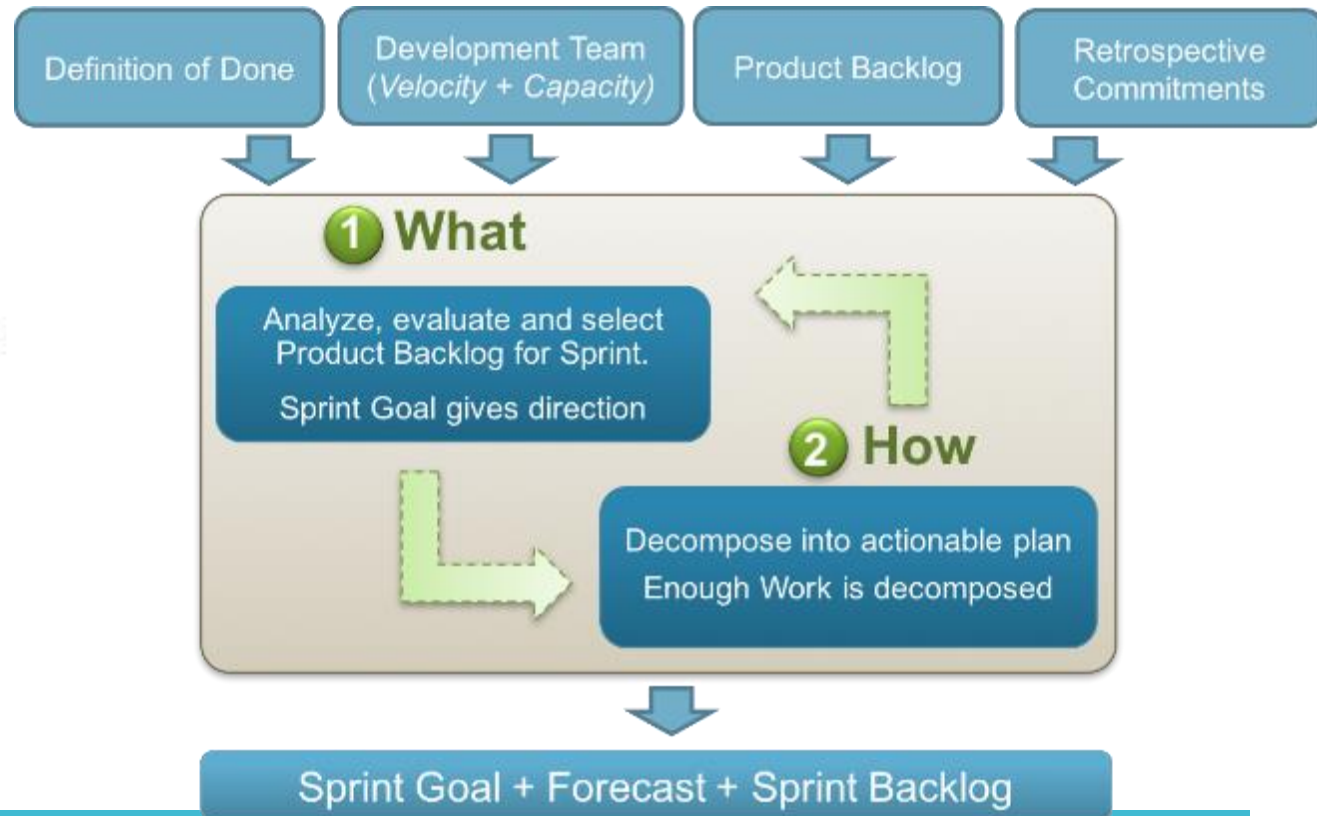 Definition of Done
Development Team
(Velocity + Capacity)
Product Backlog
Retrospective
Commitments
1 What
Analyze, evaluate and select
Product Backlog for Sprint.
Sprint Goal gives direction
2 How
Decompose into actionable plan
Enough Work is decomposed
Sprint Goal + Forecast + Sprint Backlog